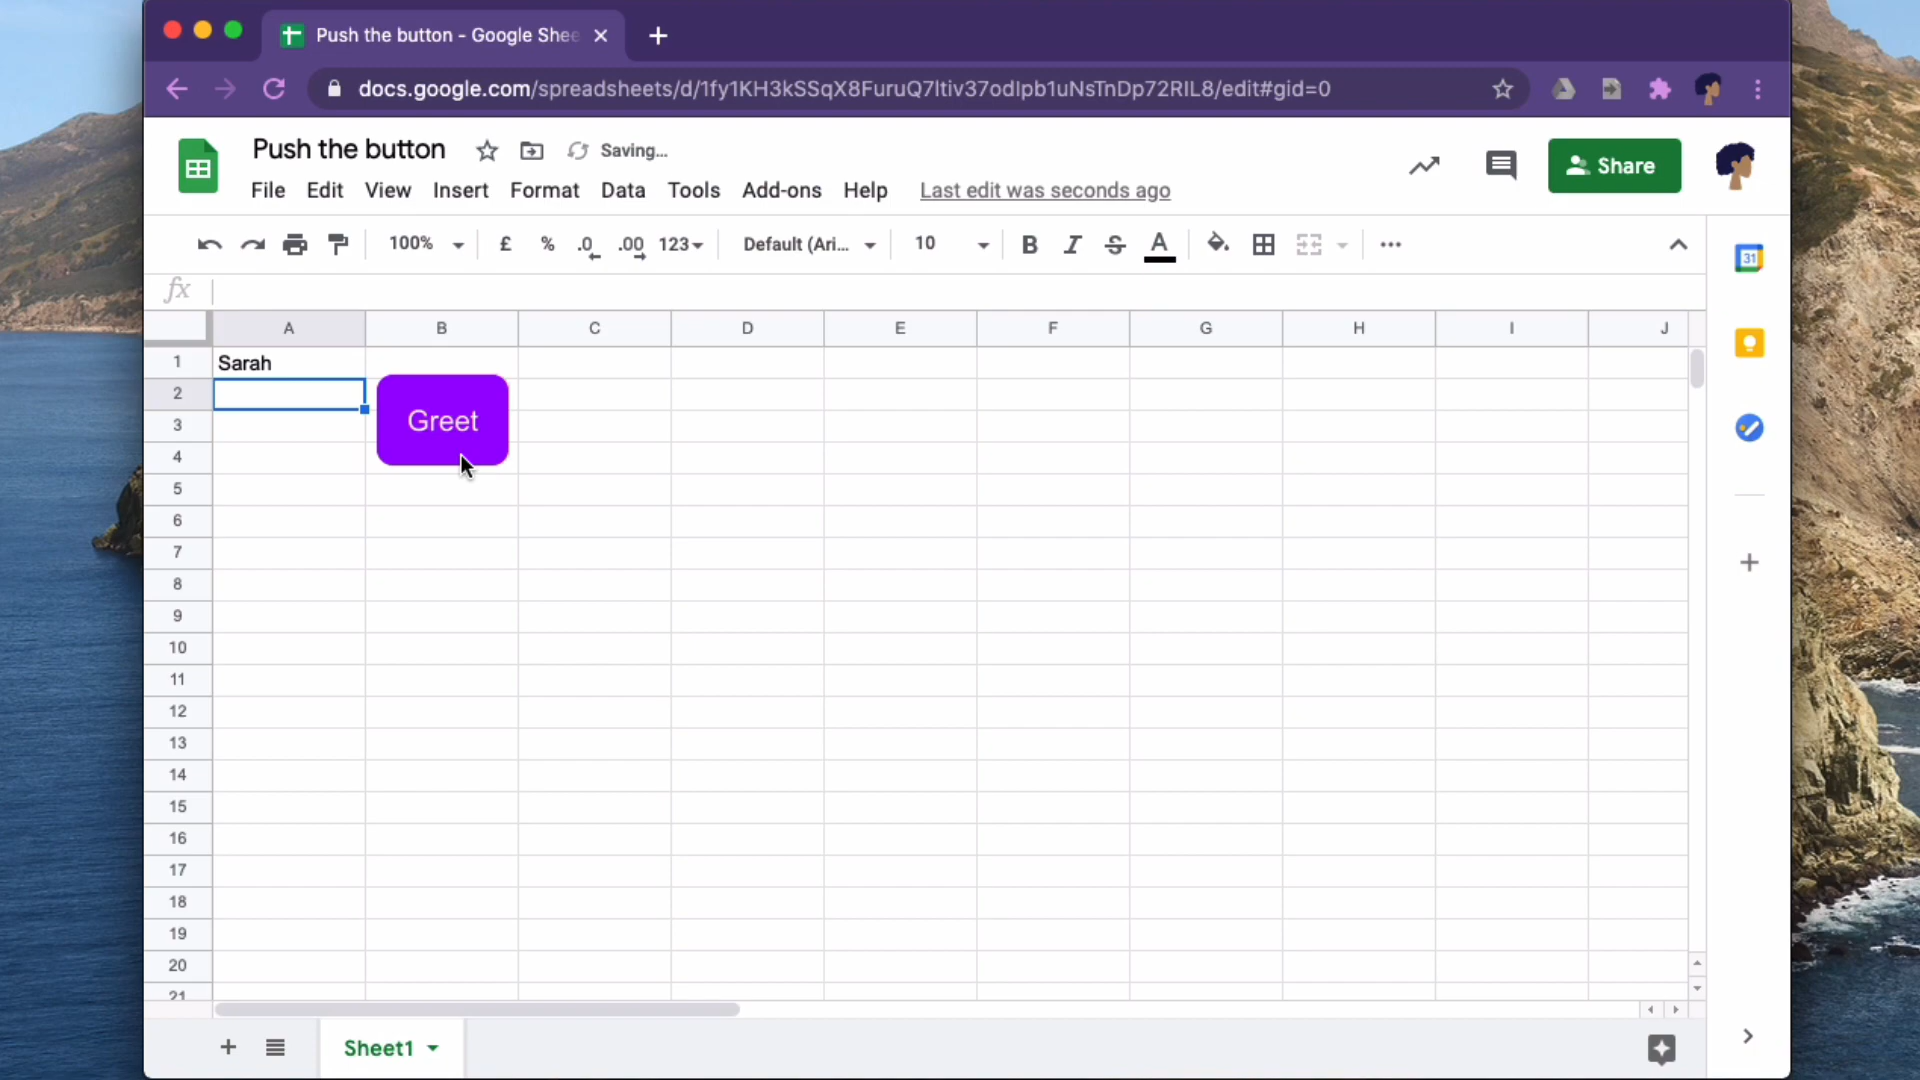 Push the button - Google Shee
docs.google.com/spreadsheets/d/1fy1KH3kSSqX8FuruQ7ltiv37odIpb1uNsTnDp72RIL8/edit#gid=0
Push the button Saving...
File Edit View Insert Format Data Tools Add-ons Help Last edit was seconds ago
Share
100% £ % .0 .00 123 Default (Ari... 10 B I S A
31
fx
A B C D E F G H I J
1 Sarah
2
Greet
3
4
5
6
7
8
9
10
11
12
13
14
15
16
17
18
19
20
21
Sheet1